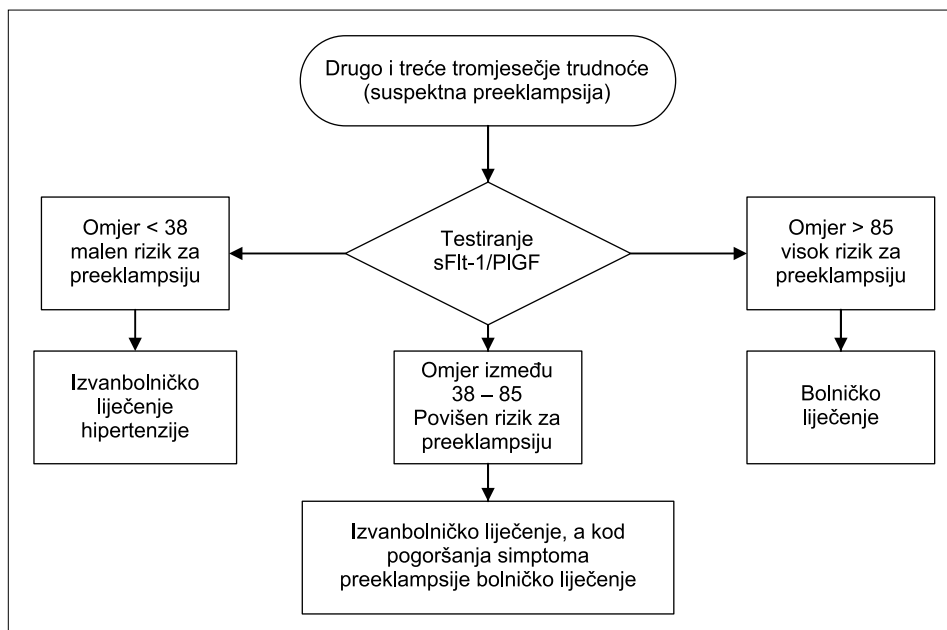 Drugo i treće tromjesečje trudnoće
(suspektna preeklampsija)
Testiranje
sFlt-1/PlGF
Omjer < 38
malen rizik za
preeklampsiju
Omjer > 85
visok rizik za
preeklampsiju
Izvanbolničko
liječenje
hipertenzije
Omjer između
38 – 85
Povišen rizik za
preeklampsiju
Bolničko
liječenje
Izvanbolničko liječenje, a kod
pogoršanja simptoma
preeklampsije bolničko liječenje